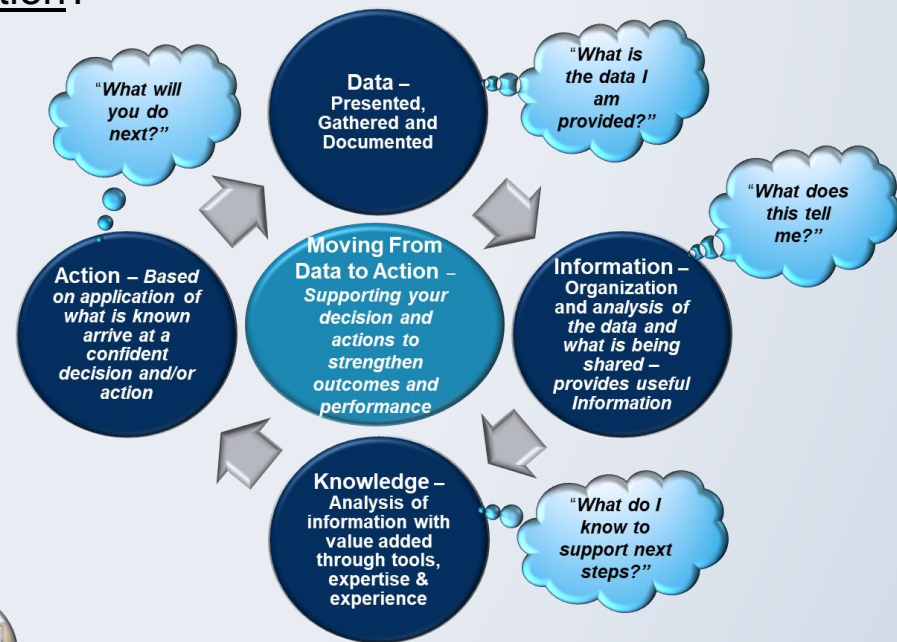 “What will
you do
next?”
Data –
Presented,
Gathered and
Documented
“What is
the data I
am
provided?”
“What does
this tell
me?”
Action – Based
on application of
what is known
arrive at a
confident
decision and/or
action
Moving From
Data to Action –
Supporting your
decision and
actions to
strengthen
outcomes and
performance
Information –
Organization
and analysis of
the data and
what is being
shared –
provides useful
Information
Knowledge –
Analysis of
information with
value added
through tools,
expertise &
experience
“What do I
know to
support next
steps?”